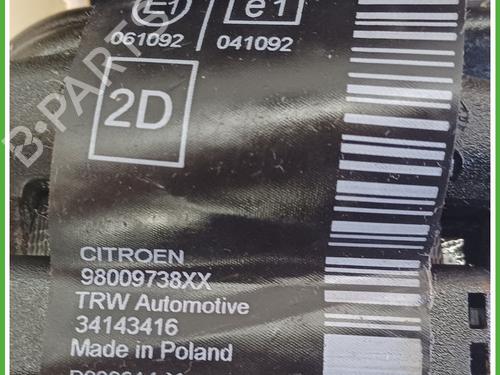 E1
e1
061092
041092
2D
CITROEN
98009738XX
TRW Automotive
34143416
Made in Poland
B-PARTS